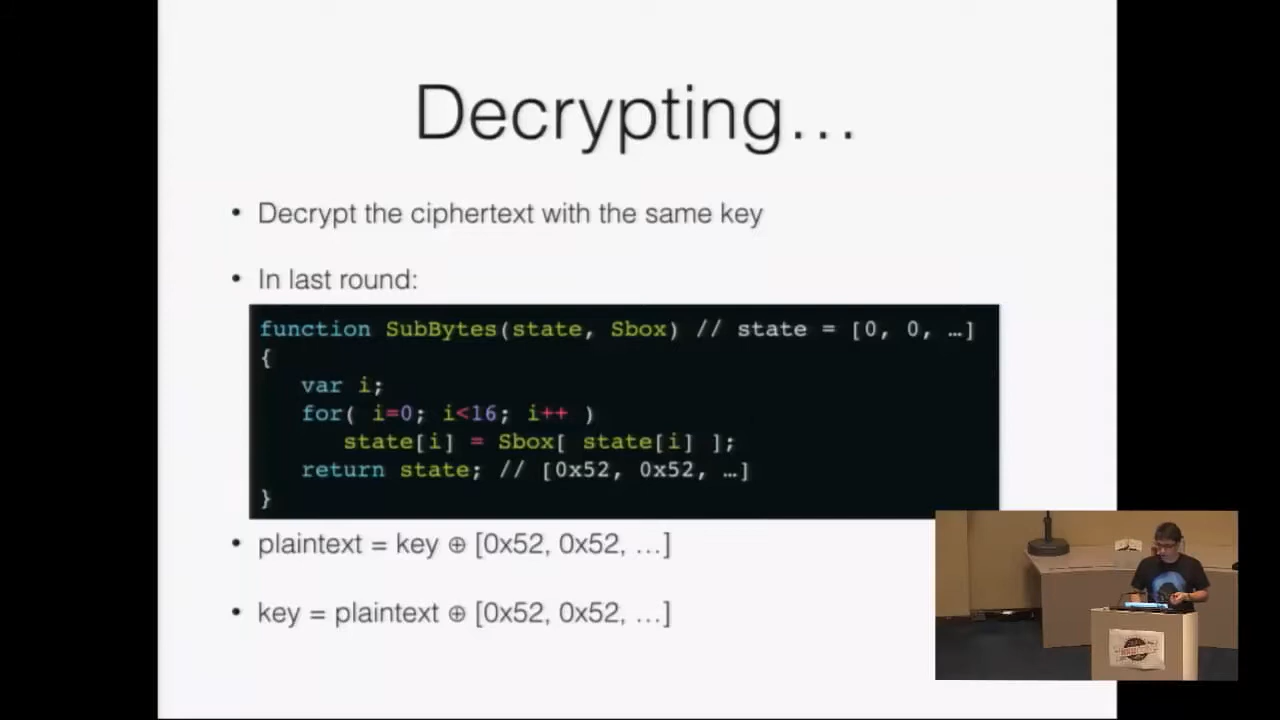 Decrypting…
• Decrypt the ciphertext with the same key
• In last round:
function SubBytes(state, Sbox) // state = [0, 0, …]
{
var i;
for( i=0; i<16; i++ )
state[i] = Sbox[ state[i] ];
return state; // [0x52, 0x52, …]
}
• plaintext = key ⊕ [0x52, 0x52, …]
• key = plaintext ⊕ [0x52, 0x52, …]